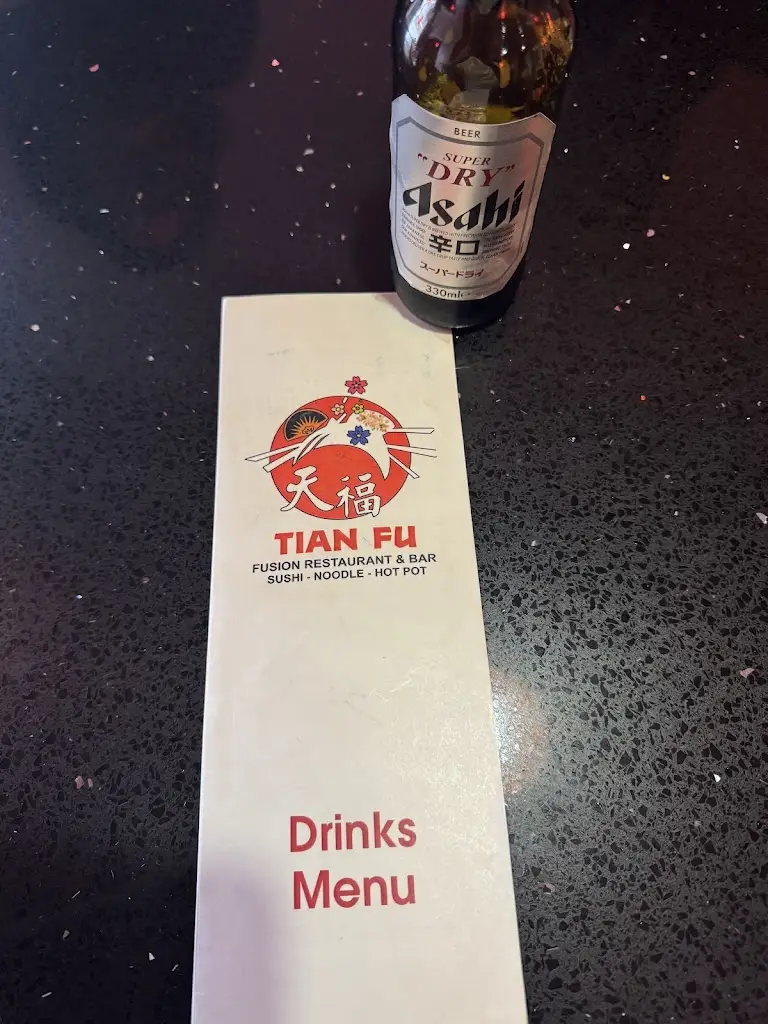 BEER
SUPER
"DRY"
Asahi
辛口
スーパードライ
330ml
天福
TIAN FU
FUSION RESTAURANT & BAR
SUSHI - NOODLE - HOT POT
Drinks
Menu